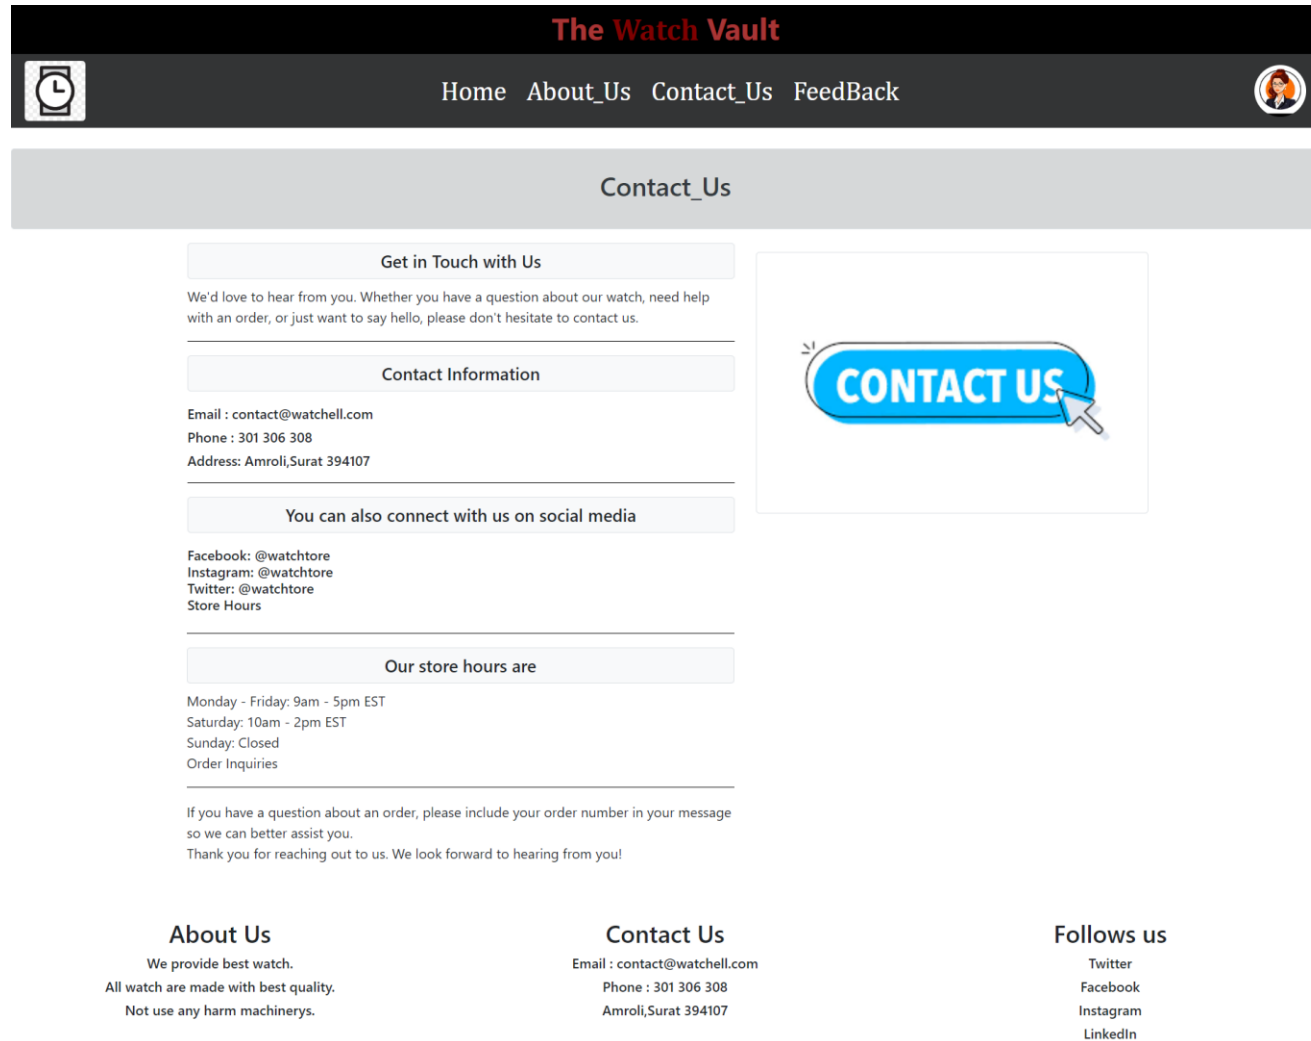 The Watch Vault
Home About_Us Contact_Us FeedBack
Contact_Us
Get in Touch with Us
We'd love to hear from you. Whether you have a question about our watch, need help
with an order, or just want to say hello, please don't hesitate to contact us.
Contact Information
Email : contact@watchell.com
Phone : 301 306 308
Address: Amroli,Surat 394107
You can also connect with us on social media
Facebook: @watchtore
Instagram: @watchtore
Twitter: @watchtore
Store Hours
Our store hours are
Monday - Friday: 9am - 5pm EST
Saturday: 10am - 2pm EST
Sunday: Closed
Order Inquiries
If you have a question about an order, please include your order number in your message
so we can better assist you.
Thank you for reaching out to us. We look forward to hearing from you!
CONTACT US
About Us
We provide best watch.
All watch are made with best quality.
Not use any harm machinerys.
Contact Us
Email : contact@watchell.com
Phone : 301 306 308
Amroli,Surat 394107
Follows us
Twitter
Facebook
Instagram
LinkedIn